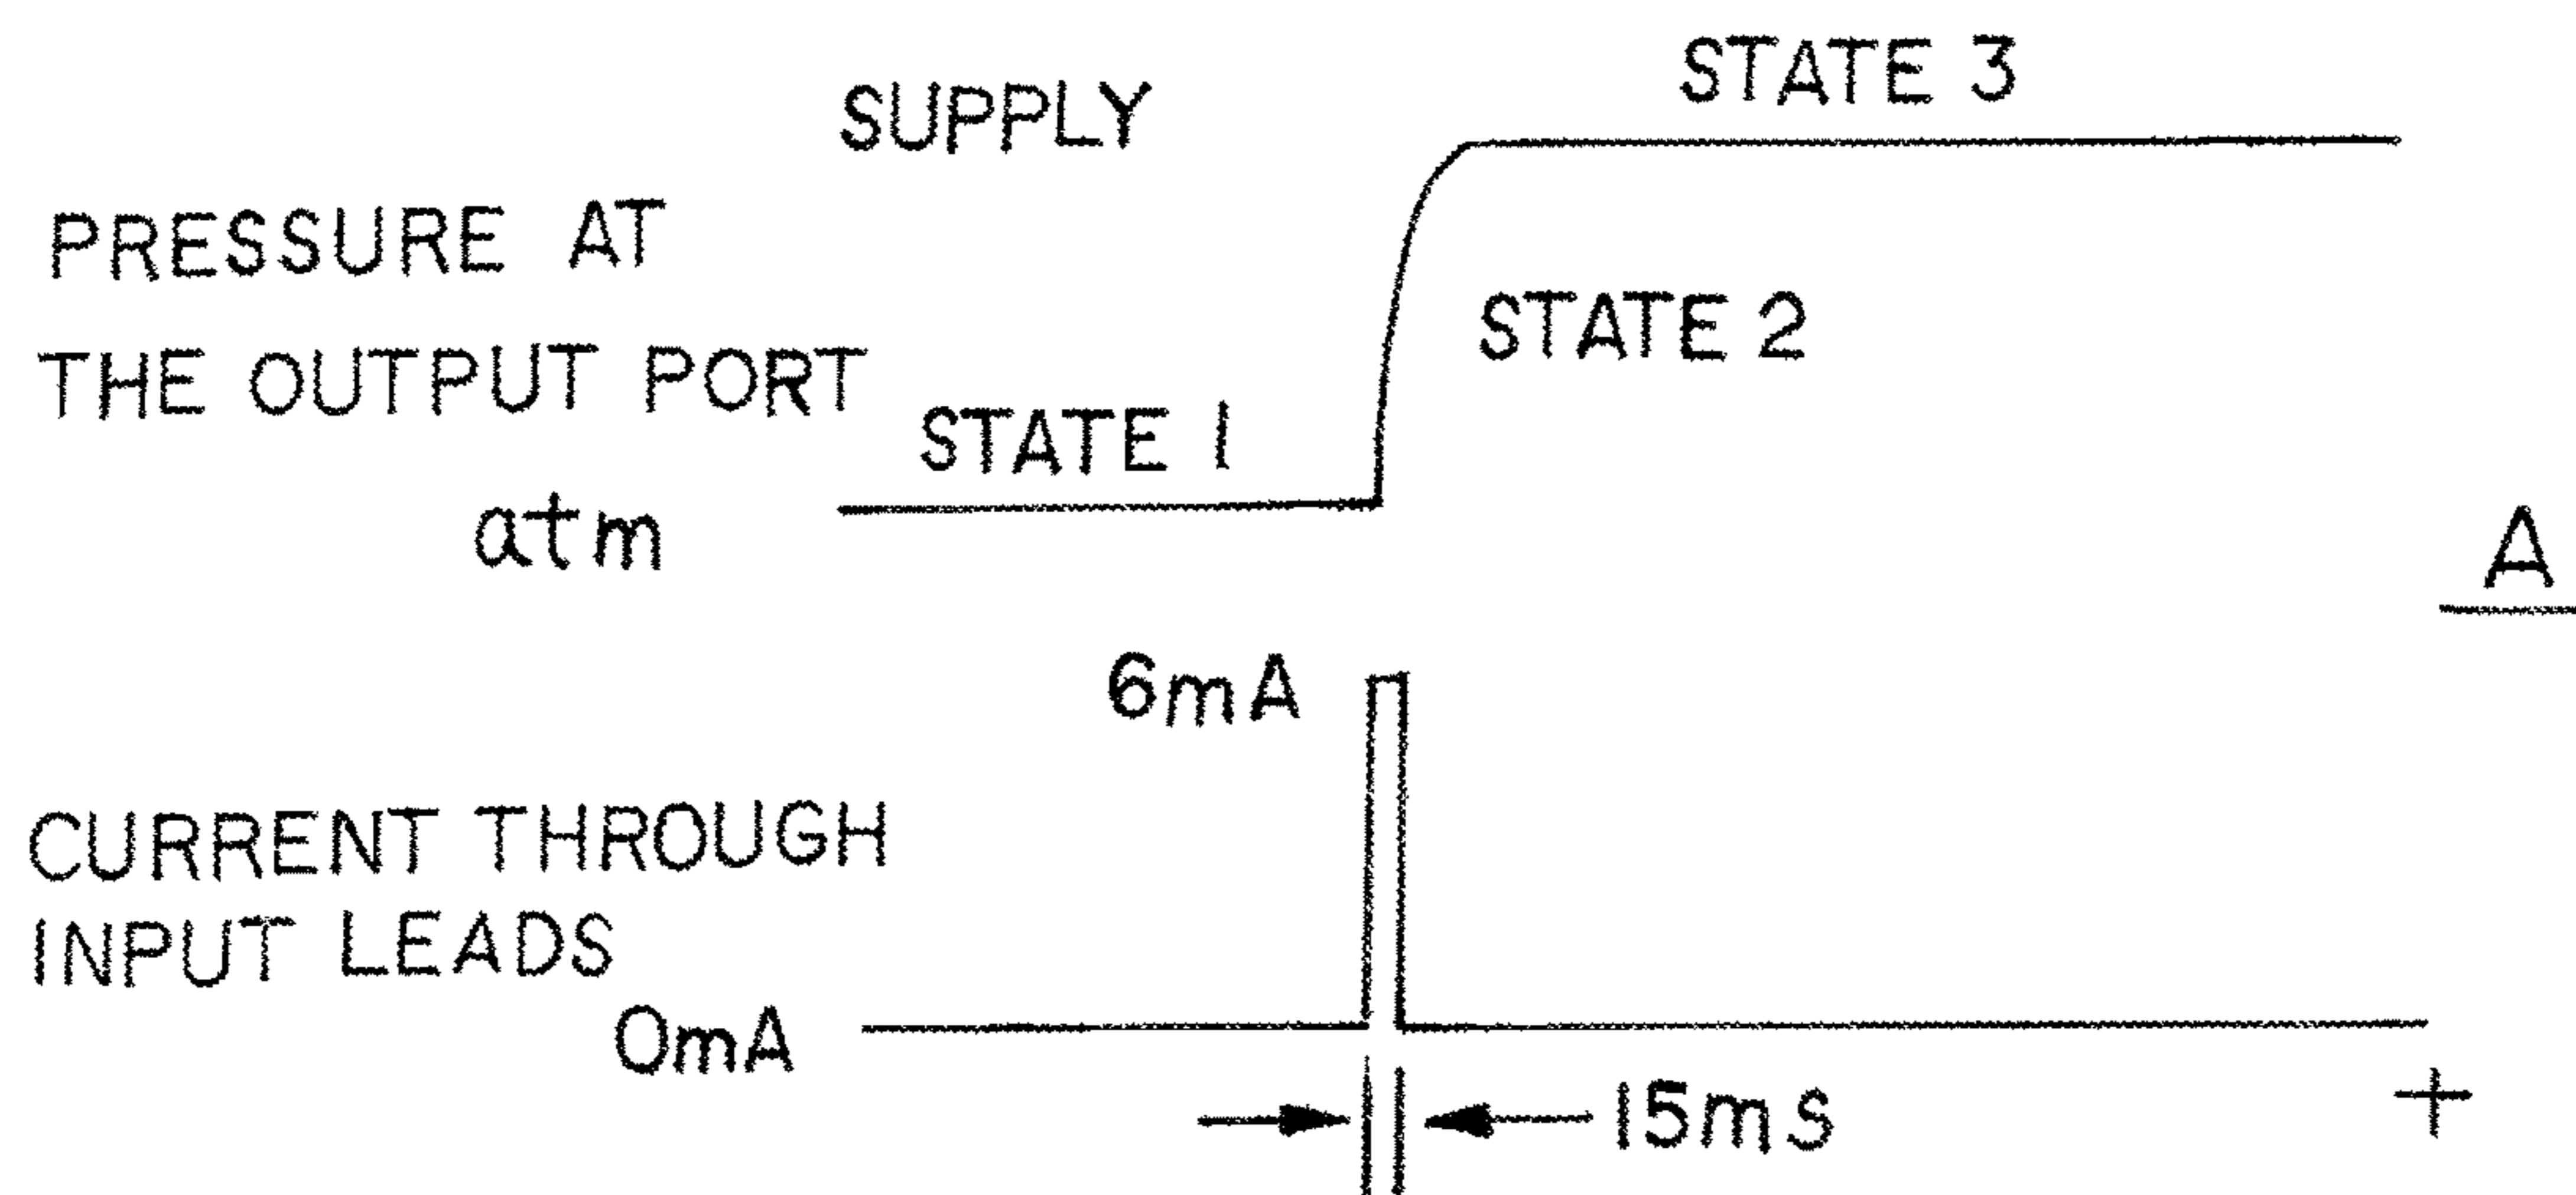 STATE 3
SUPPLY
PRESSURE AT
THE OUTPUT PORT
STATE 2
STATE 1
atm
A
6mA
CURRENT THROUGH
INPUT LEADS
0mA
15ms
+